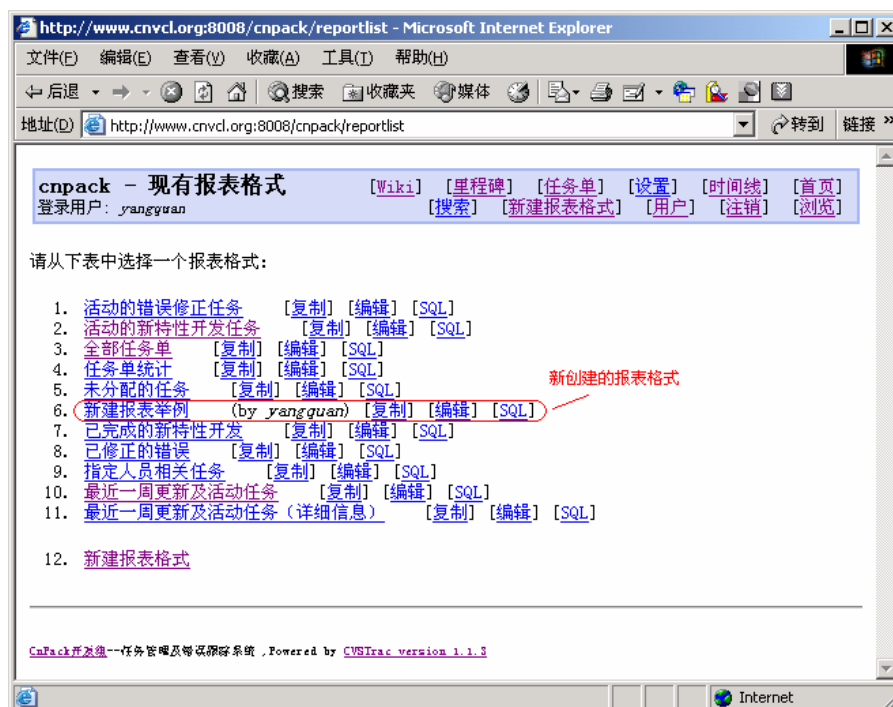 http://www.cnvcl.org:8008/cnpack/reportlist - Microsoft Internet Explorer
文件(F) 编辑(E) 查看(V) 收藏(A) 工具(T) 帮助(H)
后退 搜索 收藏夹 媒体
地址(D) http://www.cnvcl.org:8008/cnpack/reportlist 转到 链接 »
cnpack - 现有报表格式 [Wiki] [里程碑] [任务单] [设置] [时间线] [首页]
登录用户: yangquan [搜索] [新建报表格式] [用户] [注销] [浏览]
请从下表中选择一个报表格式:
1. 活动的错误修正任务 [复制] [编辑] [SQL]
2. 活动的新特性开发任务 [复制] [编辑] [SQL]
3. 全部任务单 [复制] [编辑] [SQL]
4. 任务单统计 [复制] [编辑] [SQL]
5. 未分配的任务 [复制] [编辑] [SQL]
新创建的报表格式
6. 新建报表举例 (by yangquan) [复制] [编辑] [SQL]
7. 已完成的新特性开发 [复制] [编辑] [SQL]
8. 已修正的错误 [复制] [编辑] [SQL]
9. 指定人员相关任务 [复制] [编辑] [SQL]
10. 最近一周更新及活动任务 [复制] [编辑] [SQL]
11. 最近一周更新及活动任务（详细信息） [复制] [编辑] [SQL]
12. 新建报表格式
CnPack开发组--任务管理及错误跟踪系统 , Powered by CVSTrac version 1.1.3
Internet